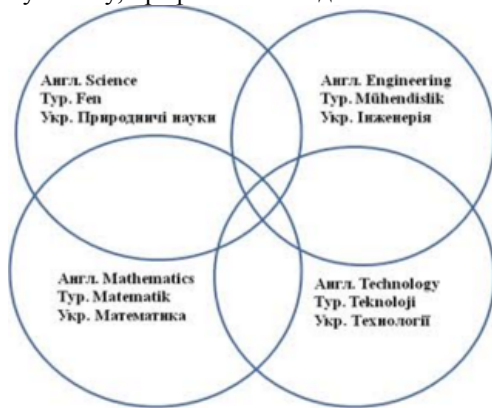 Англ. Science
Тур. Fen
Укр. Природничі науки
Англ. Engineering
Тур. Mühendislik
Укр. Інженерія
Англ. Mathematics
Тур. Matematik
Укр. Математика
Англ. Technology
Тур. Teknoloji
Укр. Технології